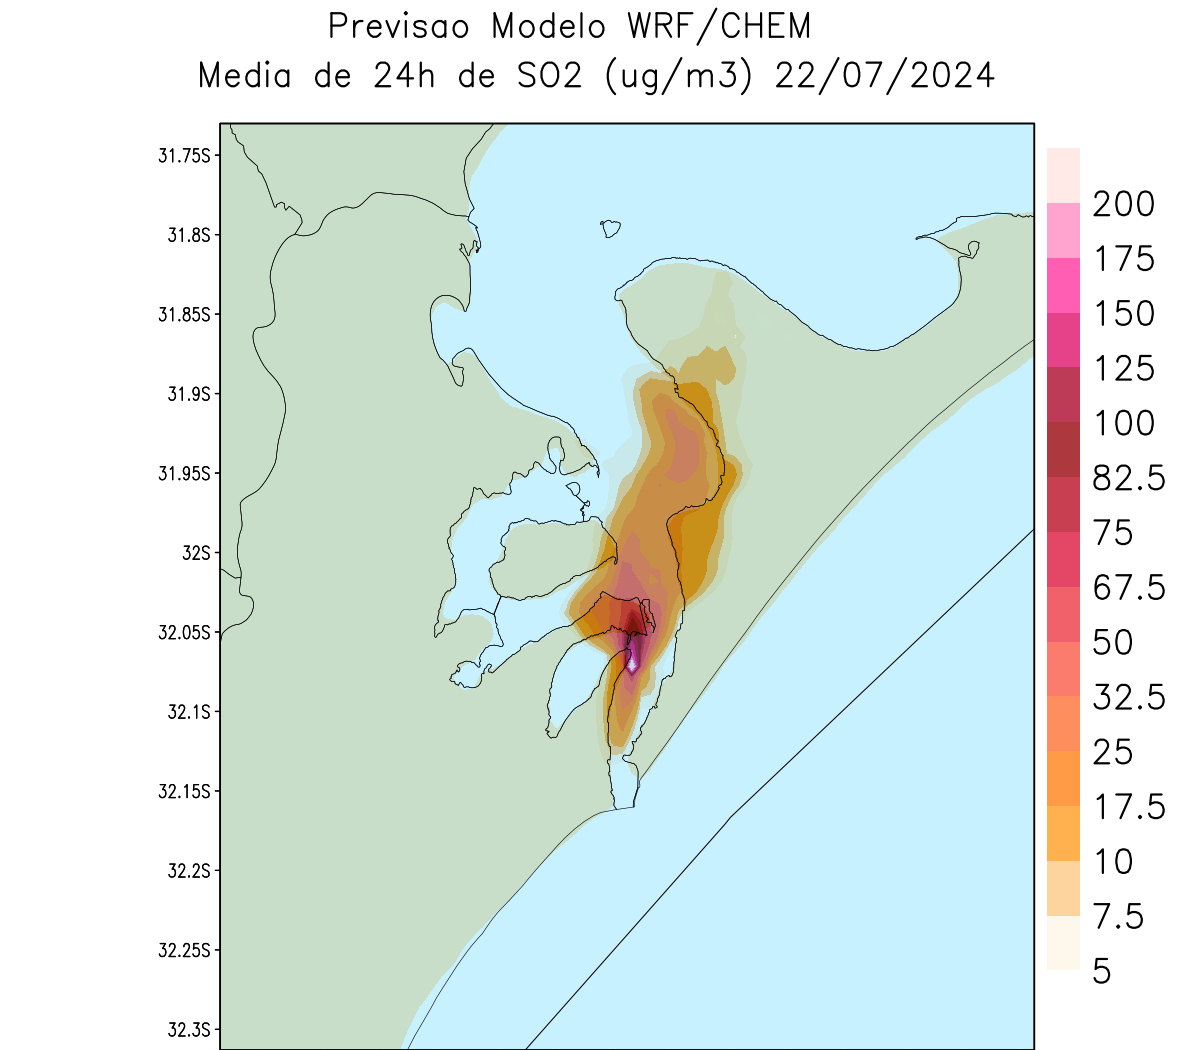 Previsao Modelo WRF/CHEM
Media de 24h de SO2 (ug/m3) 22/07/2024
31.75S
31.8S
31.85S
31.9S
31.95S
32S
32.05S
32.1S
32.15S
32.2S
32.25S
32.3S
200
175
150
125
100
82.5
75
67.5
50
32.5
25
17.5
10
7.5
5